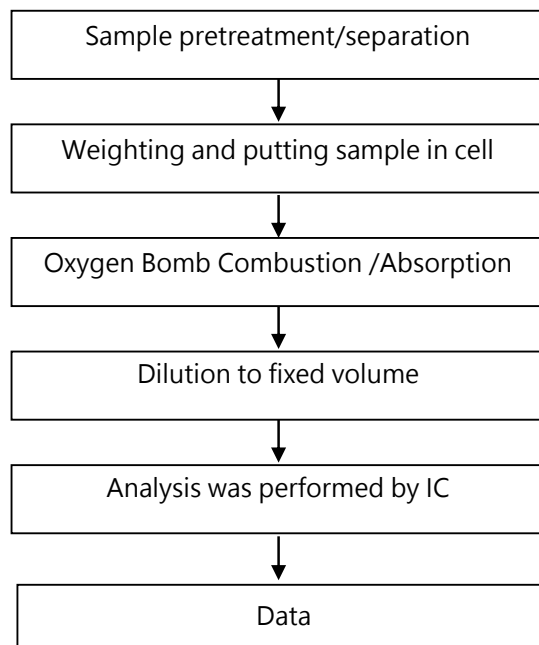 Sample pretreatment/separation
Weighting and putting sample in cell
Oxygen Bomb Combustion /Absorption
Dilution to fixed volume
Analysis was performed by IC
Data